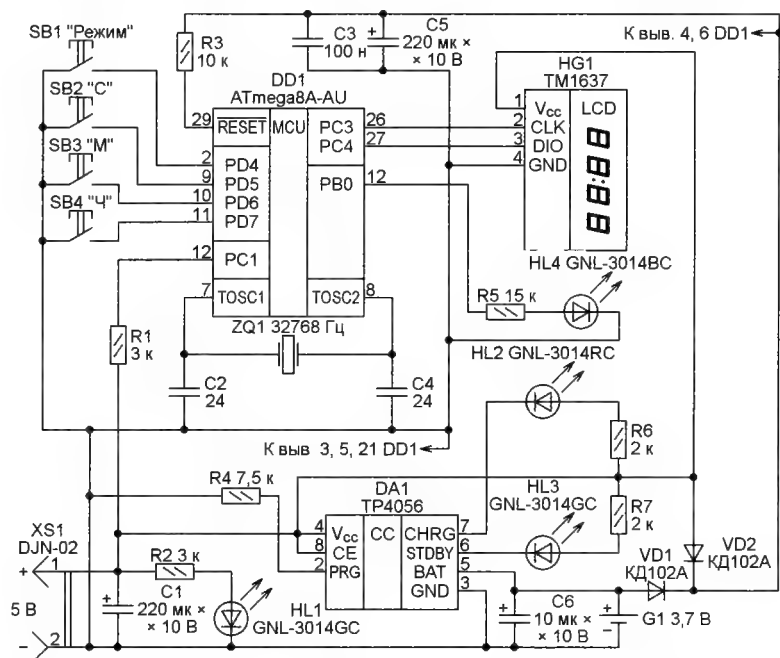 SB1 "Режим"
SB2 "С"
SB3 "М"
SB4 "Ч"
R3
10 к
C3
100 н
C5
220 мк ×
× 10 В
К выв. 4, 6 DD1
DD1
ATmega8A-AU
29
RESET
MCU
2
PD4
9
PD5
10
PD6
11
PD7
12
PC1
7
TOSC1
PC3
26
PC4
27
PB0
12
TOSC2
8
HG1
TM1637
1
Vcc
LCD
2
CLK
3
DIO
4
GND
8:88
HL4 GNL-3014BC
R5 15 к
ZQ1 32768 Гц
R1
3 к
C2
24
C4
24
HL2 GNL-3014RC
К выв 3, 5, 21 DD1
R6
2 к
R4 7,5 к
DA1
TP4056
HL3
GNL-3014GC
R7
2 к
4
Vcc
CC
CHRG
7
8
CE
STDBY
6
2
PRG
BAT
5
GND
3
XS1
DJN-02
+
1
5 В
–
2
R2 3 к
C1
+
220 мк ×
× 10 В
HL1
GNL-3014GC
C6
+
10 мк ×
× 10 В
+
–
G1 3,7 В
VD1
КД102А
VD2
КД102А